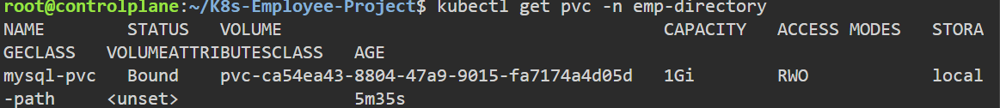 root@controlplane:~/K8s-Employee-Project$ kubectl get pvc -n emp-directory
NAME        STATUS   VOLUME                                     CAPACITY   ACCESS MODES   STORA
GECLASS   VOLUMEATTRIBUTESCLASS   AGE
mysql-pvc   Bound    pvc-ca54ea43-8804-47a9-9015-fa7174a4d05d   1Gi        RWO            local
-path     <unset>                 5m35s